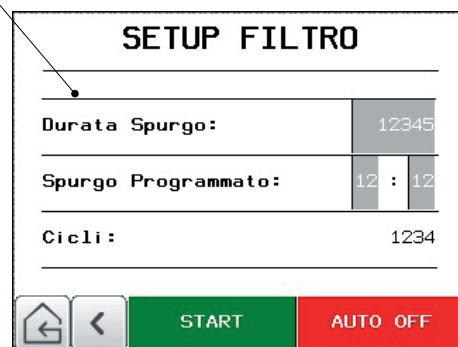 SETUP FILTRO
Durata Spurgo: 12345
Spurgo Programmato: 12 : 12
Cicli: 1234
START AUTO OFF